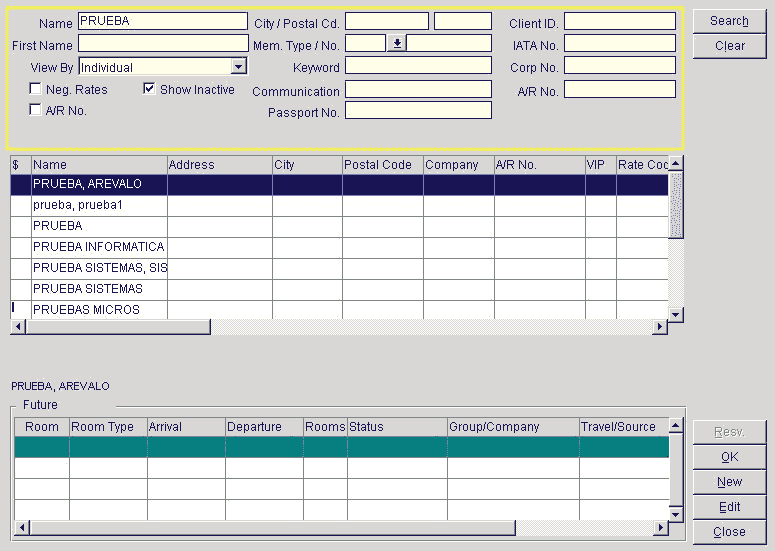 Name PRUEBA City / Postal Cd. Client ID. Search
First Name Mem. Type / No. IATA No. Clear
View By Individual Keyword Corp No.
Neg. Rates Show Inactive Communication A/R No.
A/R No. Passport No.
$ Name Address City Postal Code Company A/R No. VIP Rate Coc
PRUEBA, AREVALO
prueba, prueba1
PRUEBA
PRUEBA INFORMATICA
PRUEBA SISTEMAS, SIS
PRUEBA SISTEMAS
I PRUEBAS MICROS
PRUEBA, AREVALO
Future
Room Room Type Arrival Departure Rooms Status Group/Company Travel/Source
Resv.
OK
New
Edit
Close